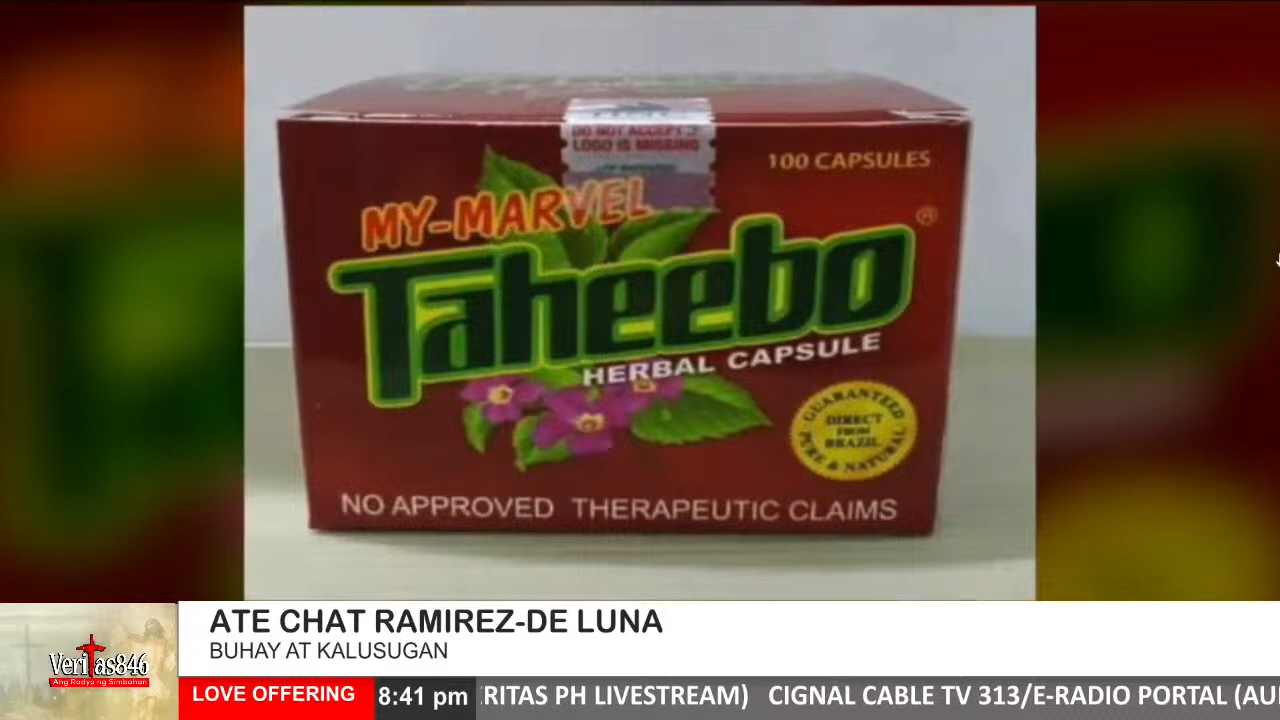 DO NOT ACCEPT IF
LOGO IS MISSING
100 CAPSULES
MY-MARVEL
Taheebo®
HERBAL CAPSULE
GUARANTEED
DIRECT
FROM
BRAZIL
PURE & NATURAL
NO APPROVED THERAPEUTIC CLAIMS
ATE CHAT RAMIREZ-DE LUNA
BUHAY AT KALUSUGAN
Veritas846
Ang Radyo ng Simbahan
LOVE OFFERING
8:41 pm
RITAS PH LIVESTREAM) CIGNAL CABLE TV 313/E-RADIO PORTAL (AU